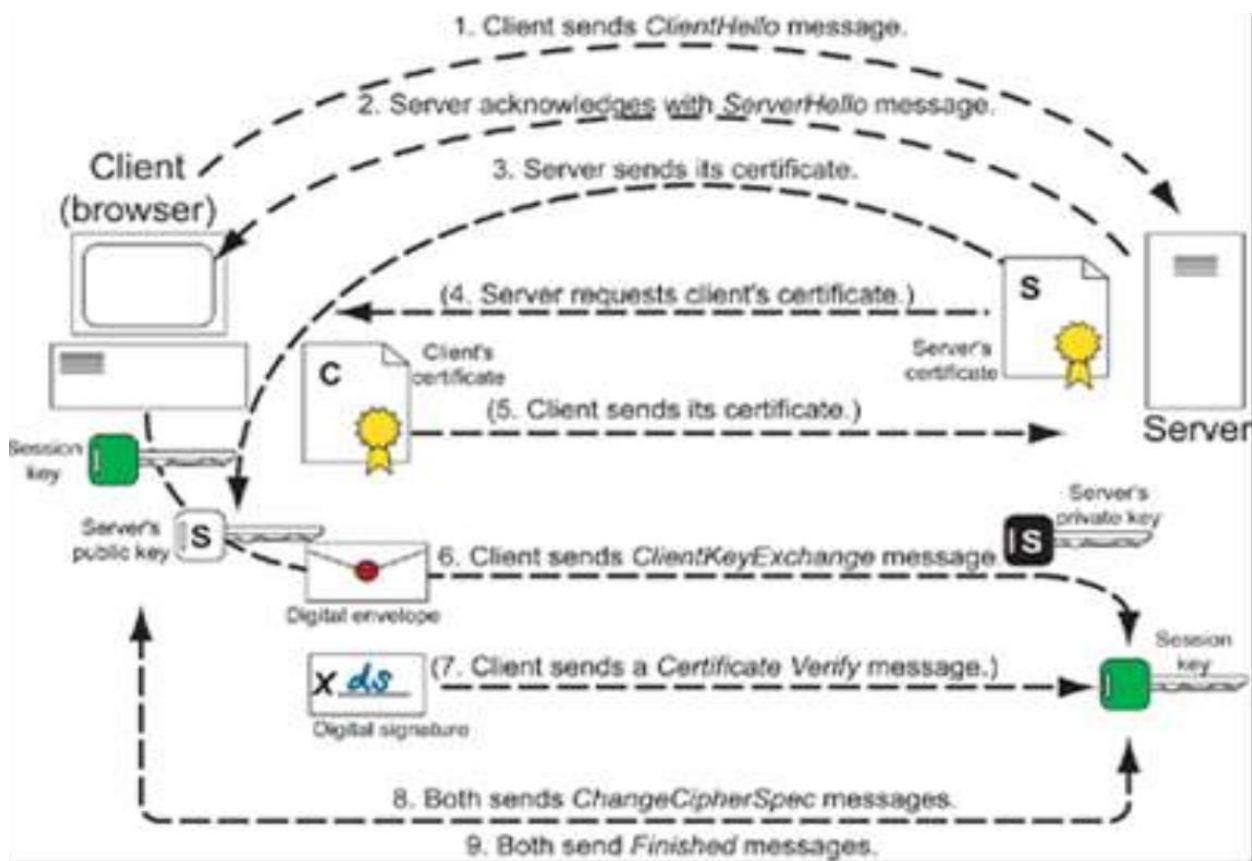 1. Client sends ClientHello message.
2. Server acknowledges with ServerHello message.
Client
(browser)
3. Server sends its certificate.
(4. Server requests client's certificate.)
S
Server's
certificate
C
Client's
certificate
(5. Client sends its certificate.)
Server
Session
key
Server's
public key
S
Server's
private key
S
6. Client sends ClientKeyExchange message.
Digital envelope
(7. Client sends a Certificate Verify message.)
X ds
Digital signature
Session
key
8. Both sends ChangeCipherSpec messages.
9. Both send Finished messages.